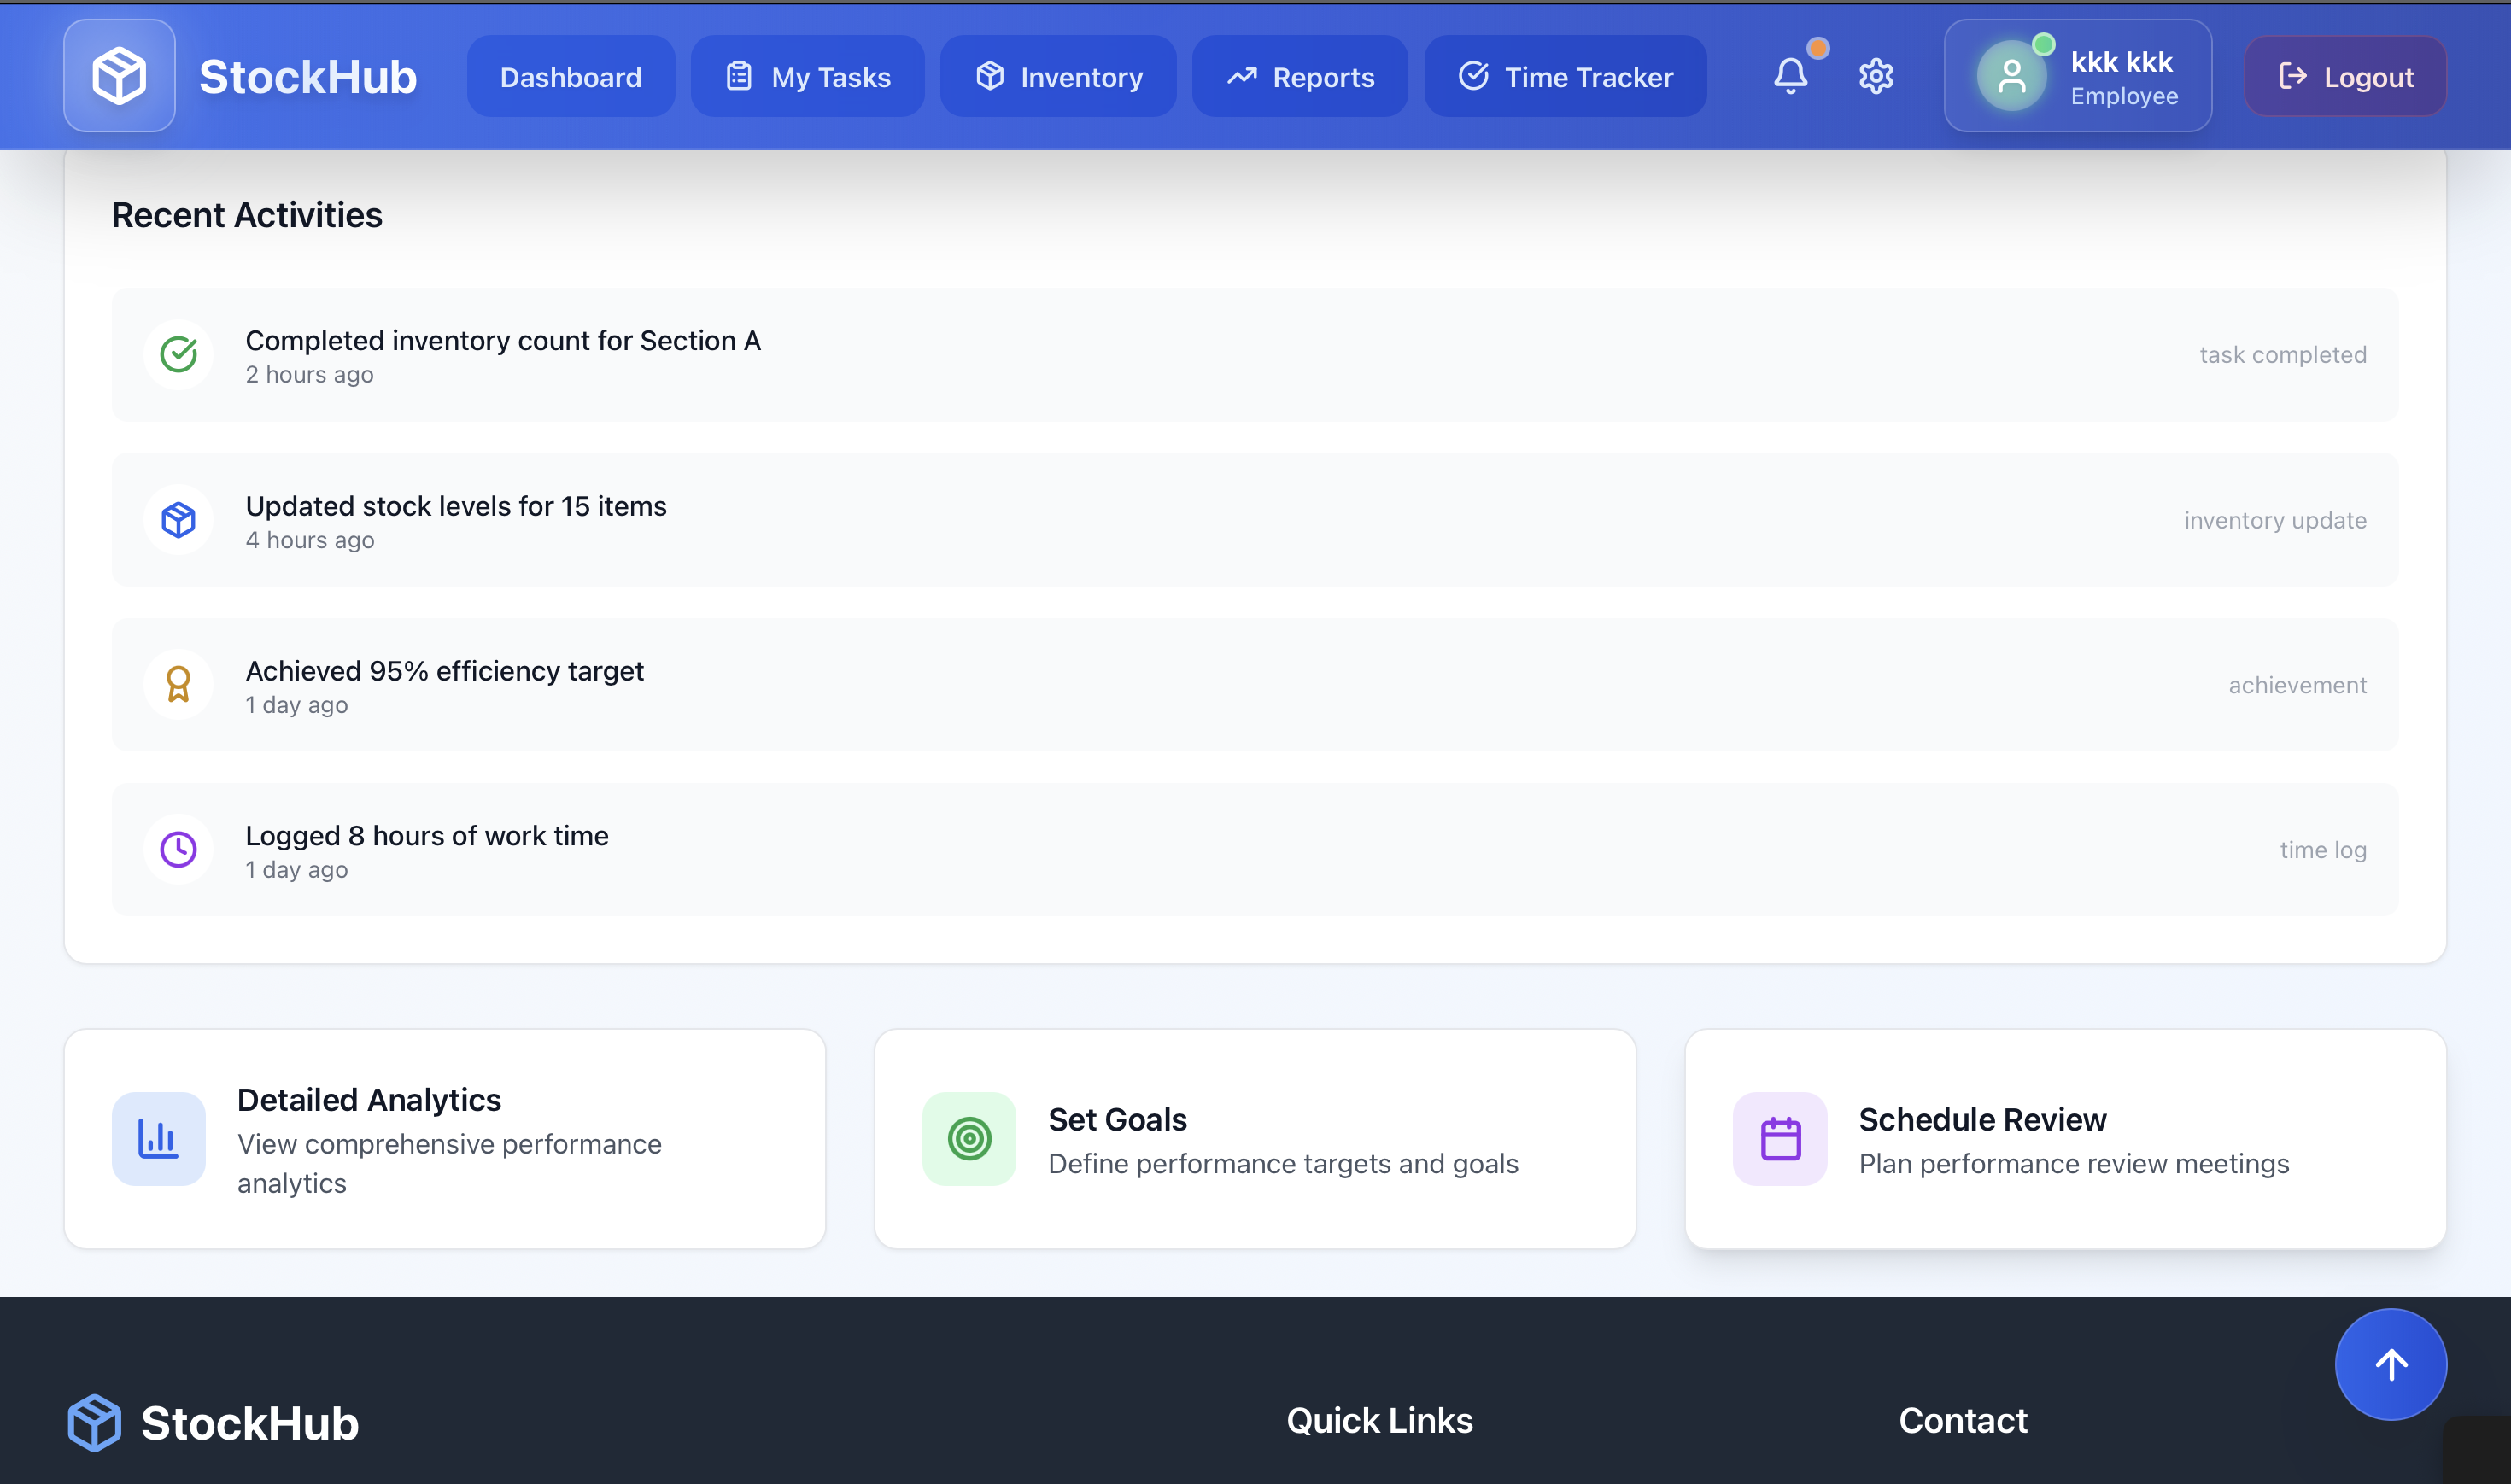 StockHub
Dashboard
My Tasks
Inventory
Reports
Time Tracker
kkk kkk
Employee
Logout
Recent Activities
Completed inventory count for Section A
2 hours ago
task completed
Updated stock levels for 15 items
4 hours ago
inventory update
Achieved 95% efficiency target
1 day ago
achievement
Logged 8 hours of work time
1 day ago
time log
Detailed Analytics
View comprehensive performance
analytics
Set Goals
Define performance targets and goals
Schedule Review
Plan performance review meetings
StockHub
Quick Links
Contact